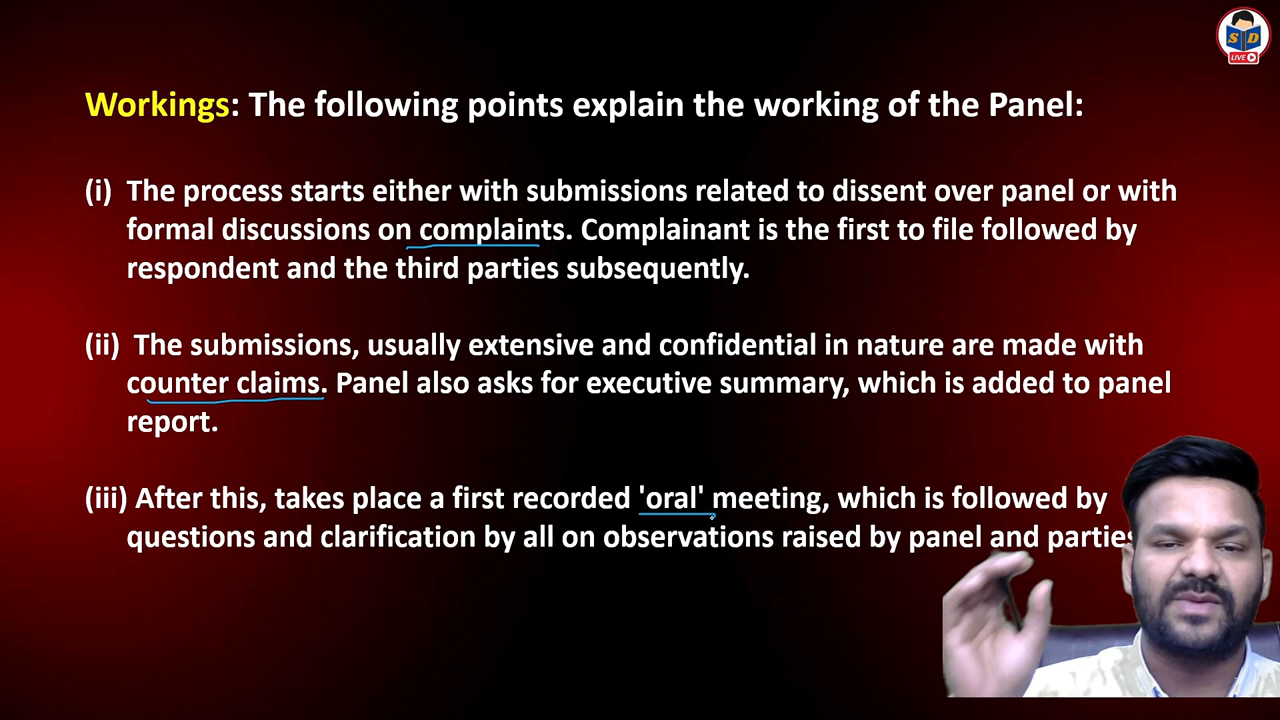 S D
LIVE
Workings: The following points explain the working of the Panel:
(i) The process starts either with submissions related to dissent over panel or with
formal discussions on complaints. Complainant is the first to file followed by
respondent and the third parties subsequently.
(ii) The submissions, usually extensive and confidential in nature are made with
counter claims. Panel also asks for executive summary, which is added to panel
report.
(iii) After this, takes place a first recorded 'oral' meeting, which is followed by
questions and clarification by all on observations raised by panel and parties